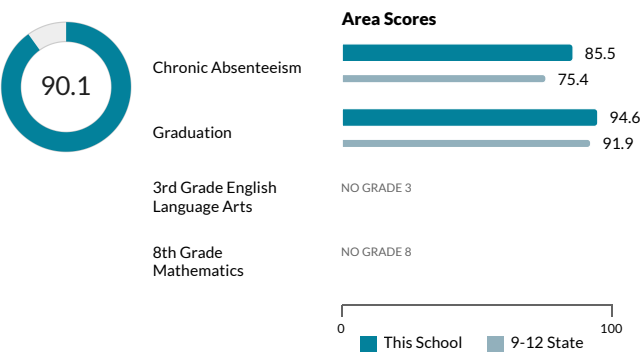 Area Scores
90.1
Chronic Absenteeism
85.5
75.4
Graduation
94.6
91.9
3rd Grade English
Language Arts
NO GRADE 3
8th Grade
Mathematics
NO GRADE 8
0
100
This School
9-12 State